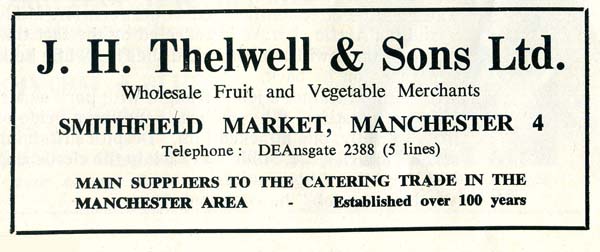 J. H. Thelwell & Sons Ltd.
Wholesale Fruit and Vegetable Merchants
SMITHFIELD MARKET, MANCHESTER 4
Telephone: DEAnsgate 2388 (5 lines)
MAIN SUPPLIERS TO THE CATERING TRADE IN THE
MANCHESTER AREA - Established over 100 years